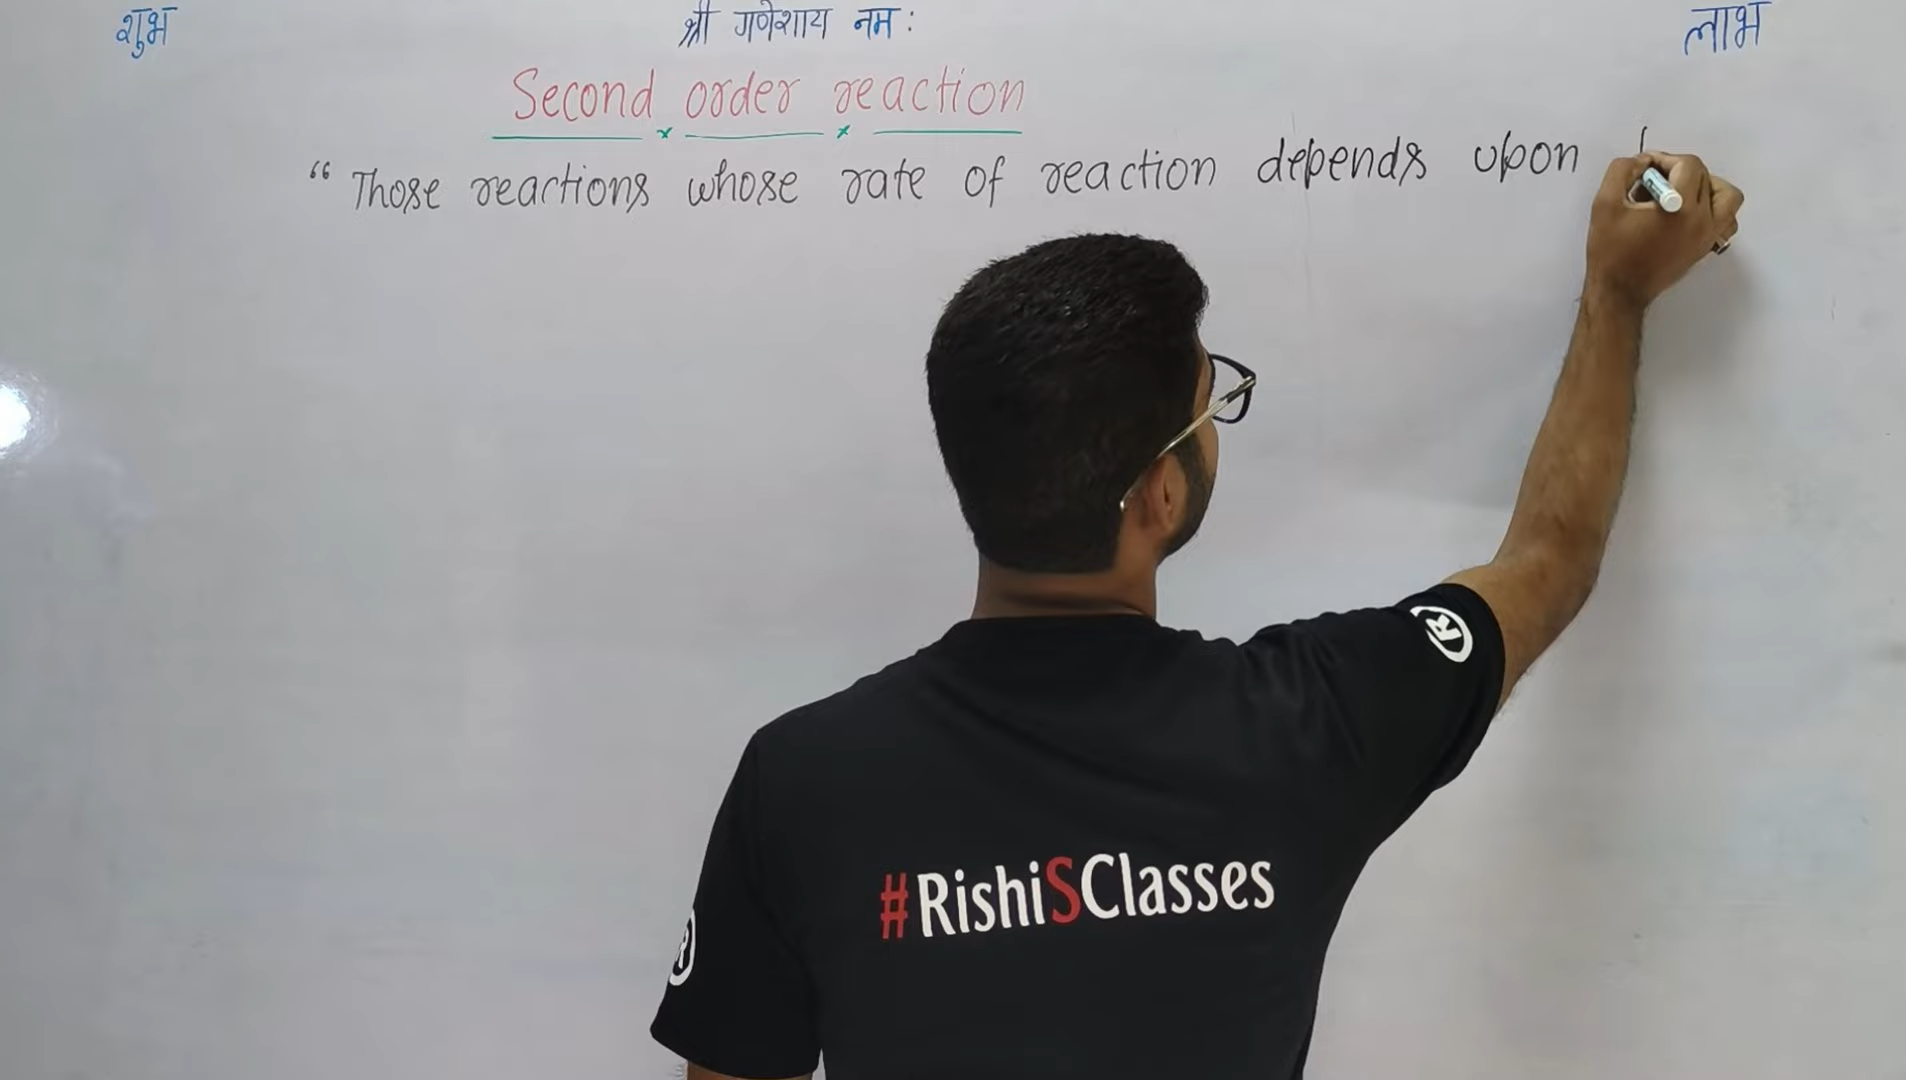 शुभ श्री गणेशाय नम: लाभ
Second order reaction
“ Those reactions whose rate of reaction depends upon
®
#RishiSClasses